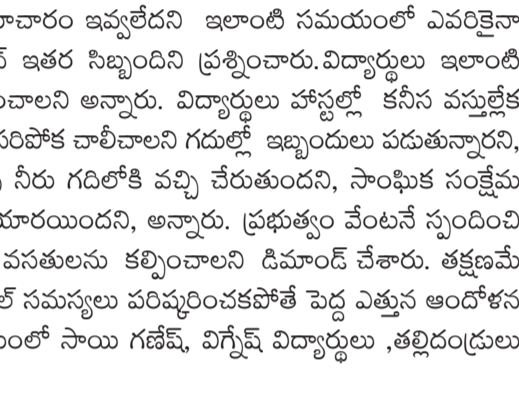 ాచారం ఇవ్వలేదని ఇలాంటి సమయంలో ఎవరికైనా
ఇతర సిబ్బందిని ప్రశ్నించారు.విద్యార్థులు ఇలాంటి
ంచాలని అన్నారు. విద్యార్థులు హాస్టల్లో కనీస వస్తుల్లేక
సరిపోక చాలీచాలని గదుల్లో ఇబ్బందులు పడుతున్నారని,
నీరు గదిలోకి వచ్చి చేరుతుందని, సాంఘిక సంక్షేమ
యారయిందని, అన్నారు. ప్రభుత్వం వేంటనే స్పందించి
వసతులను కల్పించాలని డిమాండ్ చేశారు. తక్షణమే
ల్ సమస్యలు పరిష్కరించకపోతే పెద్ద ఎత్తున ఆందోళన
ంలో సాయి గణేష్, విగ్నేష్ విద్యార్థులు ,తల్లిదండ్రులు